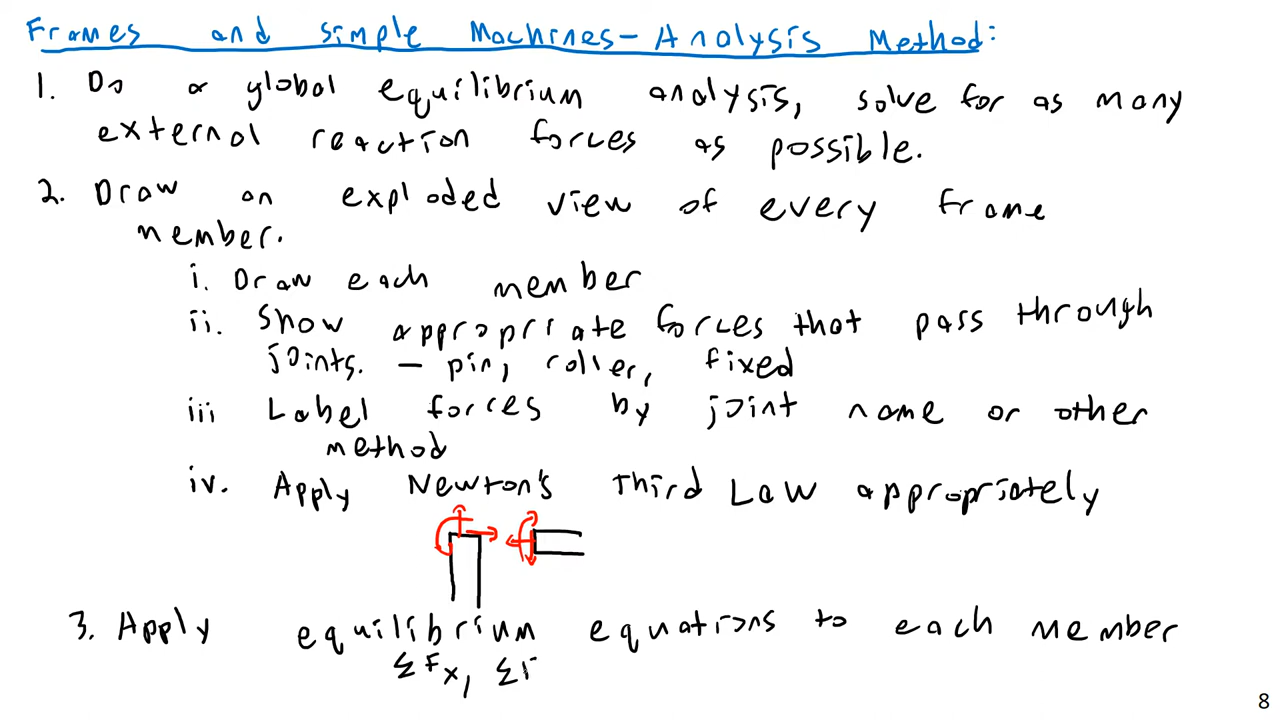 Frames and simple Machines - Analysis Method:
1. Do a global equilibrium analysis, solve for as many
external reaction forces as possible.
2. Draw an exploded view of every frame
member.
i. Draw each member
ii. Show appropriate forces that pass through
joints. - pin, roller, fixed
iii Label forces by joint name or other
method
iv. Apply Newton's Third Law appropriately
3. Apply equilibrium equations to each member
ΣFx, ΣF
8